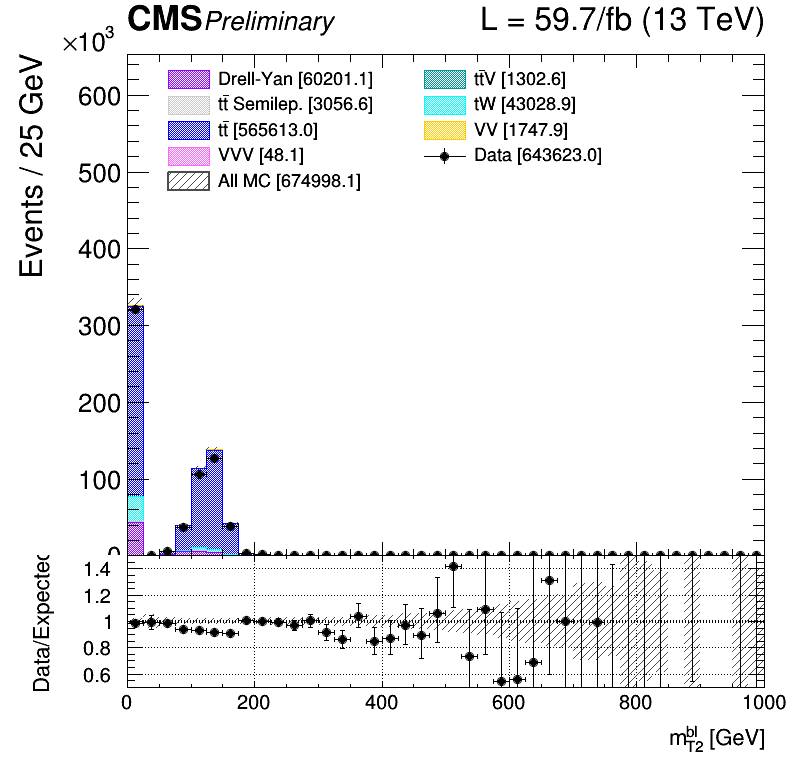 CMS Preliminary L = 59.7/fb (13 TeV)
×10³
Events / 25 GeV
Drell-Yan [60201.1]
tt̄ Semilep. [3056.6]
tt̄ [565613.0]
VVV [48.1]
All MC [674998.1]
tt̄V [1302.6]
tW [43028.9]
VV [1747.9]
Data [643623.0]
600
500
400
300
200
100
0
Data/Expected
1.4
1.2
1
0.8
0.6
0 200 400 600 800 1000
m_{T2}^{bl} [GeV]